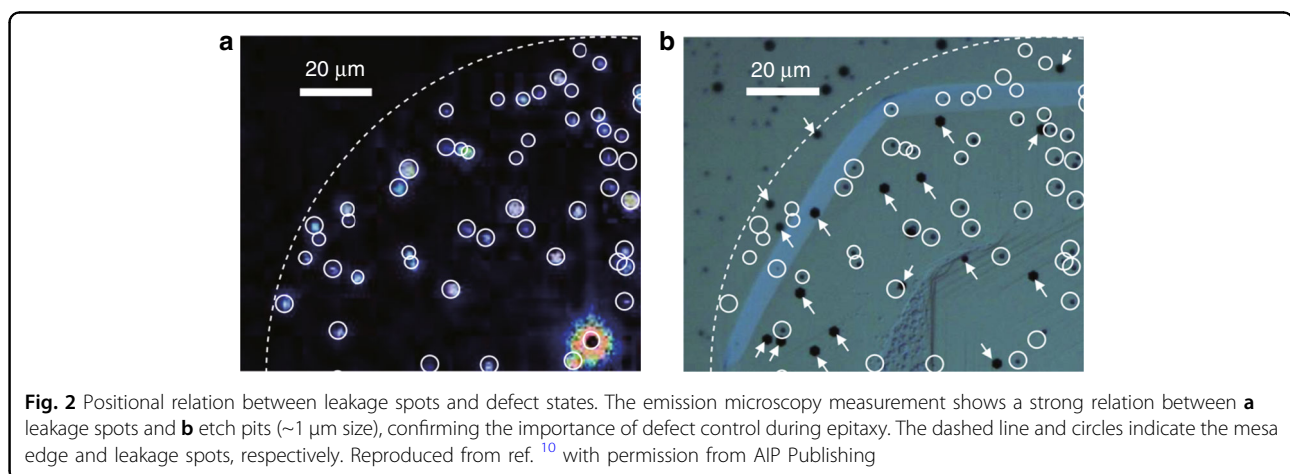 a
b
20 μm
20 μm
Fig. 2 Positional relation between leakage spots and defect states. The emission microscopy measurement shows a strong relation between a
leakage spots and b etch pits (~1 μm size), confirming the importance of defect control during epitaxy. The dashed line and circles indicate the mesa
edge and leakage spots, respectively. Reproduced from ref. 10 with permission from AIP Publishing